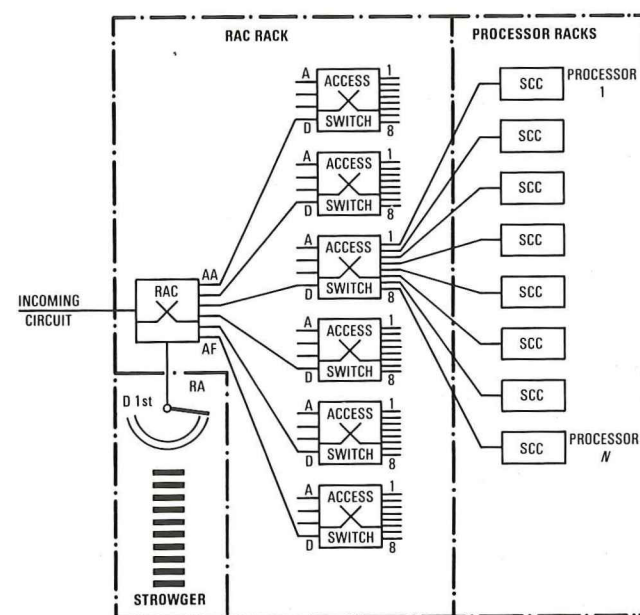 RAC RACK
PROCESSOR RACKS
A ACCESS 1
D SWITCH 8
A ACCESS 1
D SWITCH 8
A ACCESS 1
D SWITCH 8
A ACCESS 1
D SWITCH 8
A ACCESS 1
D SWITCH 8
A ACCESS 1
D SWITCH 8
SCC PROCESSOR
1
SCC
SCC
SCC
SCC
SCC
SCC
SCC PROCESSOR
N
INCOMING
CIRCUIT
RAC
AA
AF
RA
D 1st
STROWGER